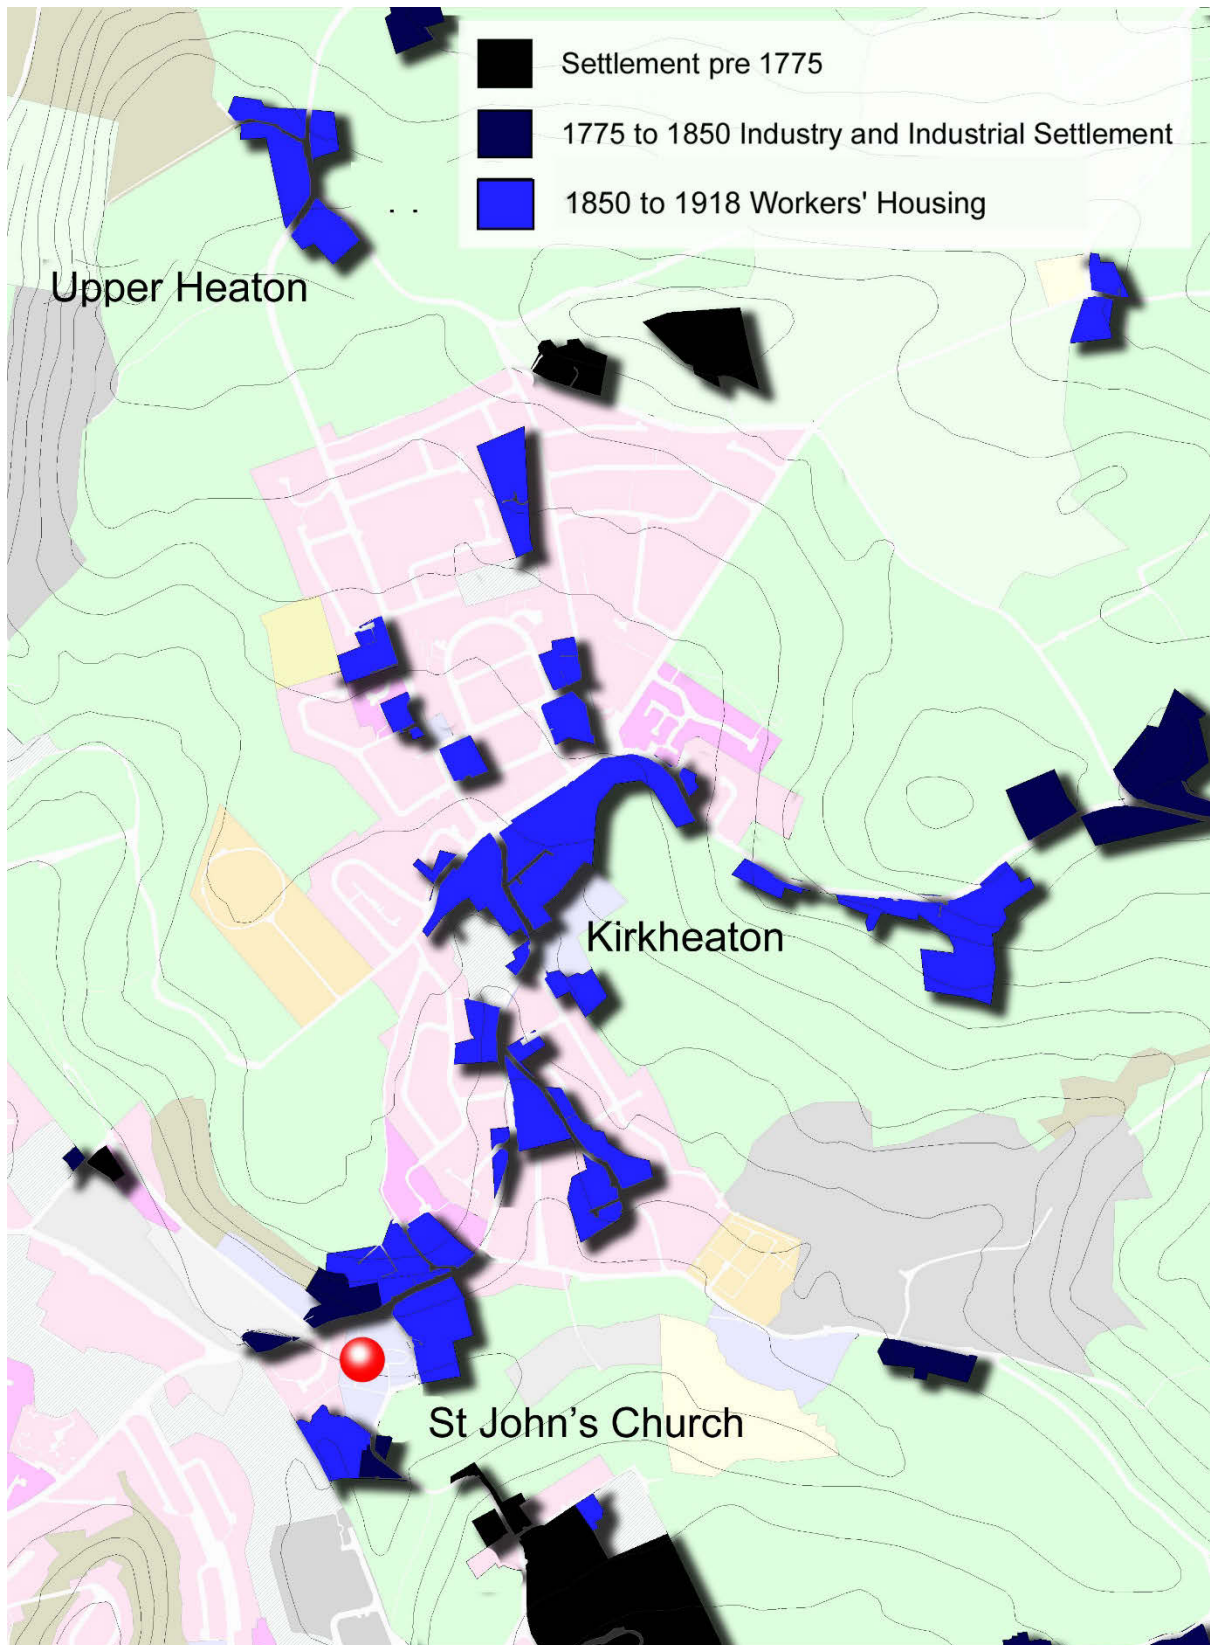 Settlement pre 1775
1775 to 1850 Industry and Industrial Settlement
1850 to 1918 Workers' Housing
Upper Heaton
Kirkheaton
St John’s Church